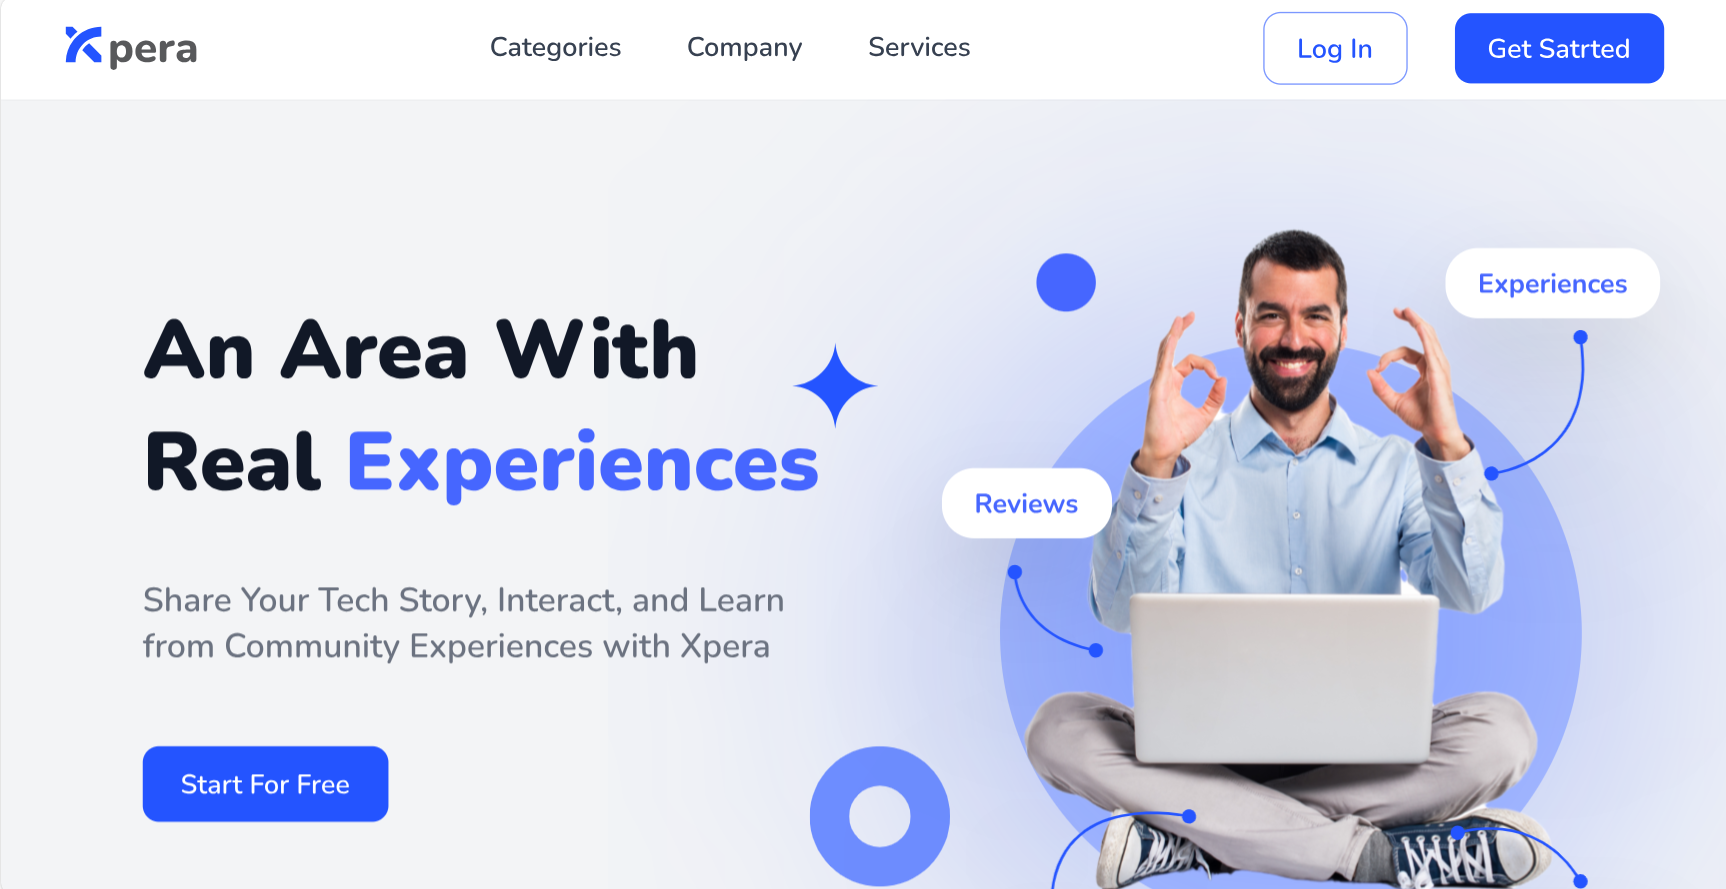 Xpera
Categories
Company
Services
Log In
Get Satrted
An Area With
Real Experiences
Share Your Tech Story, Interact, and Learn
from Community Experiences with Xpera
Start For Free
Experiences
Reviews